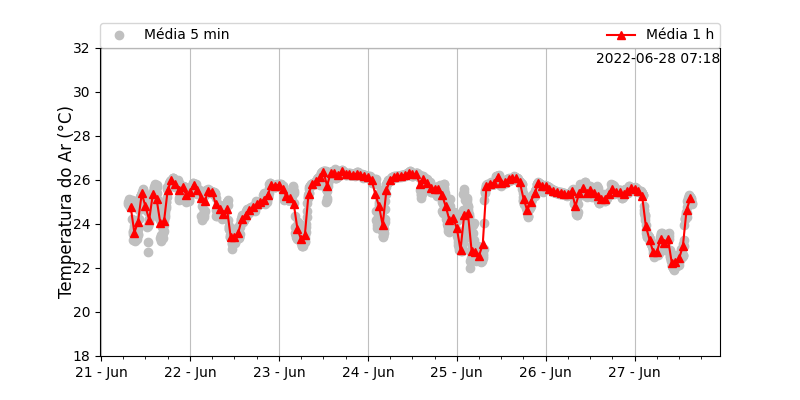 Média 5 min
Média 1 h
2022-06-28 07:18
Temperatura do Ar (°C)
32
30
28
26
24
22
20
18
21 - Jun
22 - Jun
23 - Jun
24 - Jun
25 - Jun
26 - Jun
27 - Jun